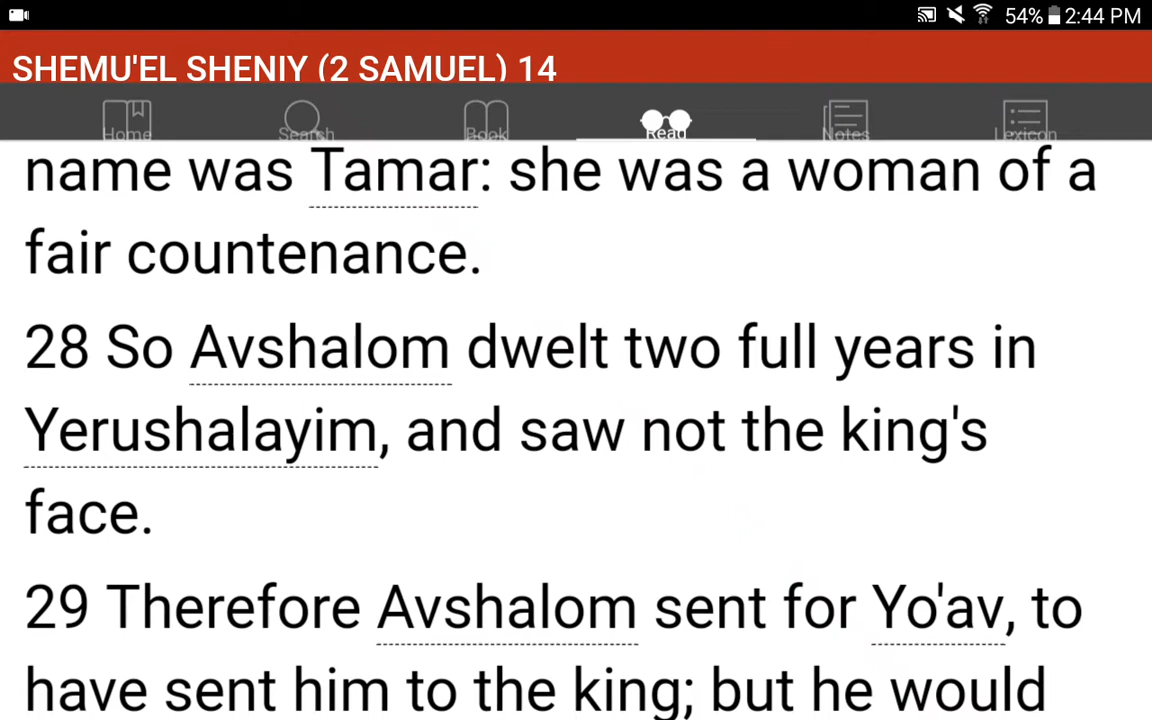 54% 2:44 PM
SHEMU'EL SHENIY (2 SAMUEL) 14
Home Search Book Read Notes Lexicon
name was Tamar: she was a woman of a
fair countenance.
28 So Avshalom dwelt two full years in
Yerushalayim, and saw not the king's
face.
29 Therefore Avshalom sent for Yo'av, to
have sent him to the king; but he would